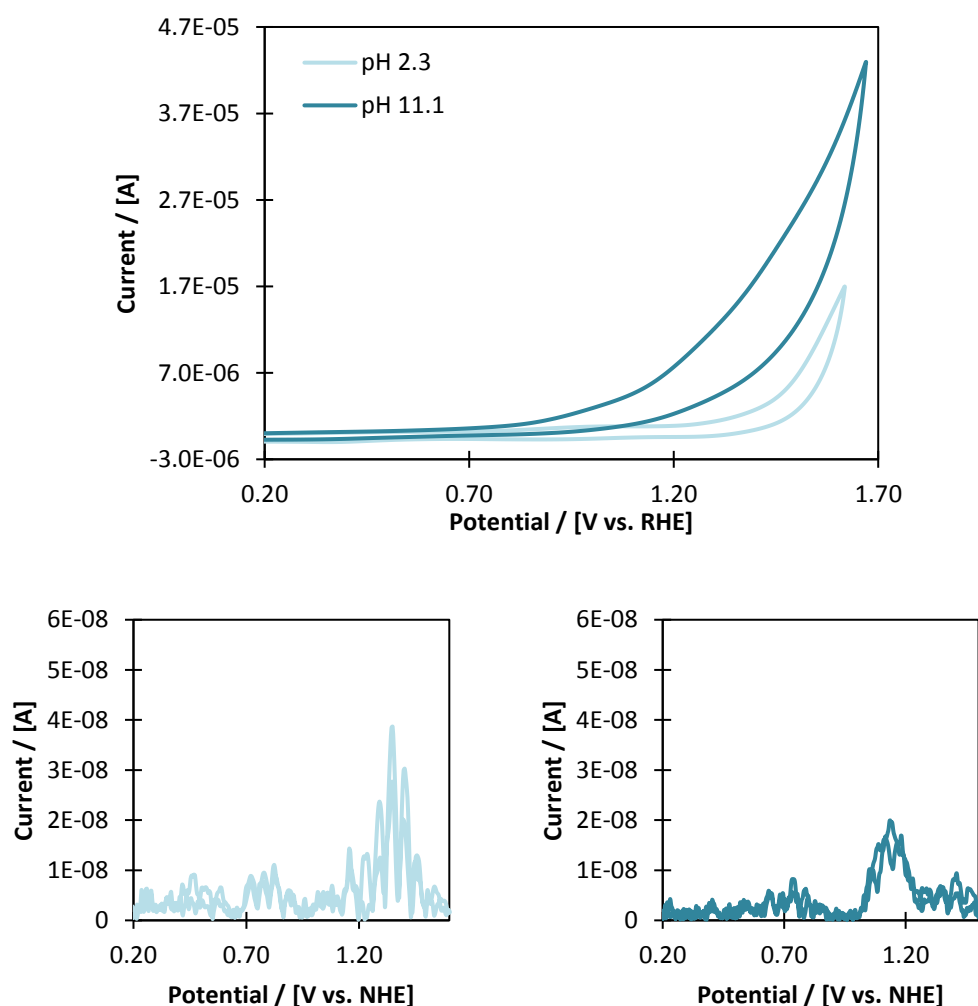 4.7E-05
3.7E-05
2.7E-05
1.7E-05
7.0E-06
-3.0E-06
Current / [A]
pH 2.3
pH 11.1
0.20 0.70 1.20 1.70
Potential / [V vs. RHE]
6E-08
5E-08
4E-08
3E-08
2E-08
1E-08
0
Current / [A]
0.20 0.70 1.20
Potential / [V vs. NHE]
6E-08
5E-08
4E-08
3E-08
2E-08
1E-08
0
Current / [A]
0.20 0.70 1.20
Potential / [V vs. NHE]